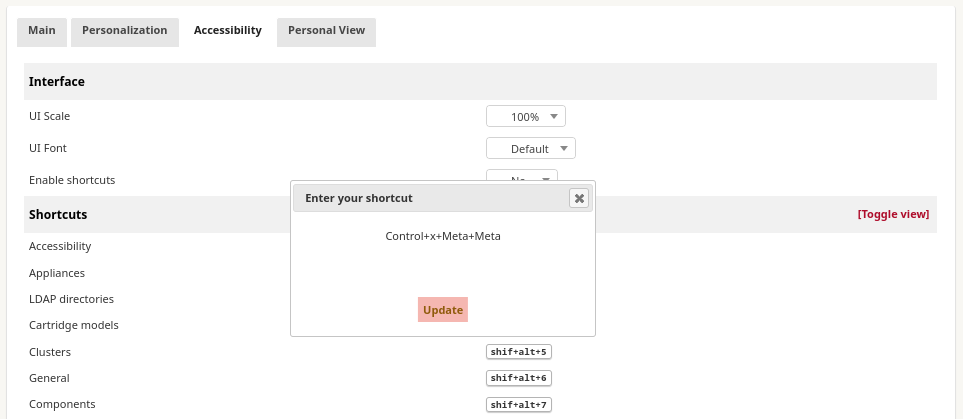 Main Personalization Accessibility Personal View
Interface
UI Scale 100%
UI Font Default
Enable shortcuts No
Enter your shortcut
Shortcuts [Toggle view]
Control+x+Meta+Meta
Accessibility
Appliances
LDAP directories
Update
Cartridge models
Clusters shif+alt+5
General shif+alt+6
Components shif+alt+7